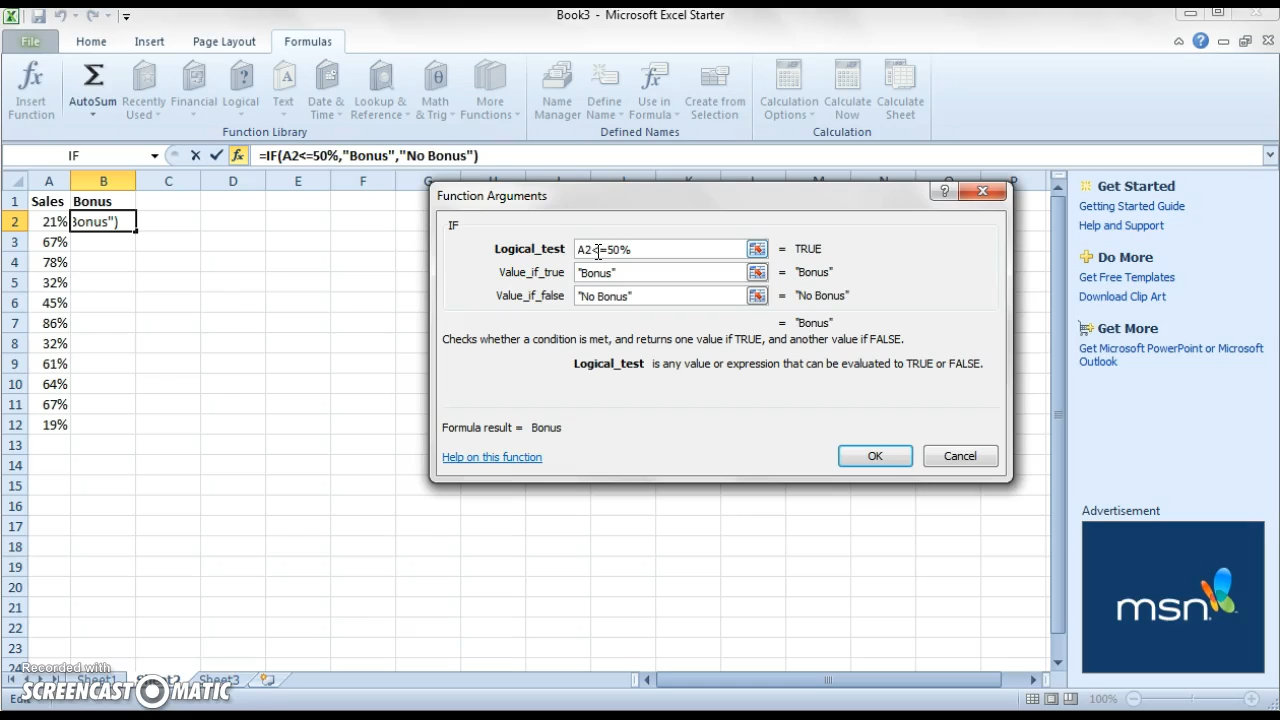 Book3 - Microsoft Excel Starter
File Home Insert Page Layout Formulas
Insert Function
AutoSum
Recently Used
Financial
Logical
Text
Date & Time
Lookup & Reference
Math & Trig
More Functions
Name Manager
Define Name
Use in Formula
Create from Selection
Calculation Options
Calculate Now
Calculate Sheet
Function Library
Defined Names
Calculation
IF
=IF(A2<=50%,"Bonus","No Bonus")
A B C D E F G
1 Sales Bonus
2 21% Bonus")
3 67%
4 78%
5 32%
6 45%
7 86%
8 32%
9 61%
10 64%
11 67%
12 19%
13
14
15
16
17
18
19
20
21
22
23
24
Function Arguments
IF
Logical_test A2<=50% = TRUE
Value_if_true "Bonus" = "Bonus"
Value_if_false "No Bonus" = "No Bonus"
= "Bonus"
Checks whether a condition is met, and returns one value if TRUE, and another value if FALSE.
Logical_test is any value or expression that can be evaluated to TRUE or FALSE.
Formula result = Bonus
Help on this function
OK
Cancel
Get Started
Getting Started Guide
Help and Support
Do More
Get Free Templates
Download Clip Art
Get More
Get Microsoft PowerPoint or Microsoft
Outlook
Advertisement
msn
Sheet1 Sheet2 Sheet3
Edit
100%
Recorded with
SCREENCAST MATIC